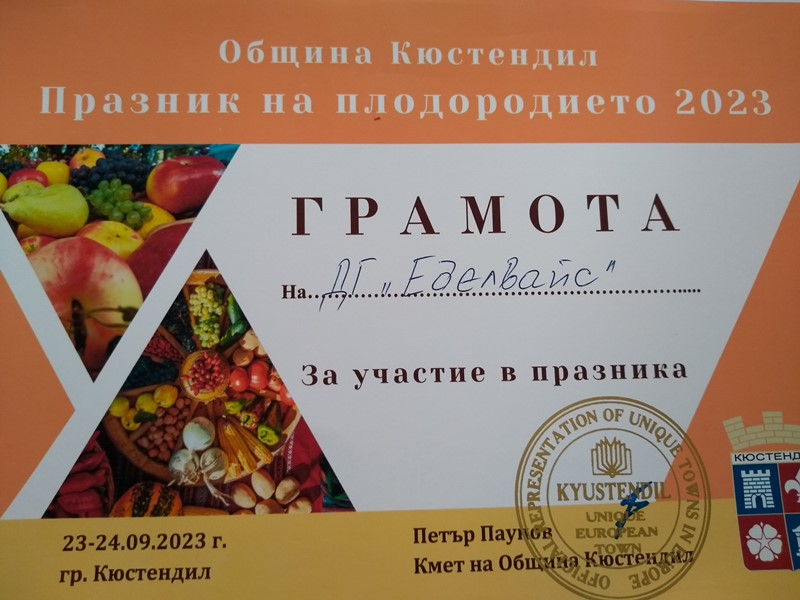 Община Кюстендил
Празник на плодородието 2023
ГРАМОТА
На......ДГ „Еделвайс"......
За участие в празника
OFFICIAL REPRESENTATION OF UNIQUE TOWNS IN EUROPE
KYUSTENDIL
UNIQUE
EUROPEAN
TOWN
КЮСТЕНД
23-24.09.2023 г.
гр. Кюстендил
Петър Паунов
Кмет на Община Кюстендил